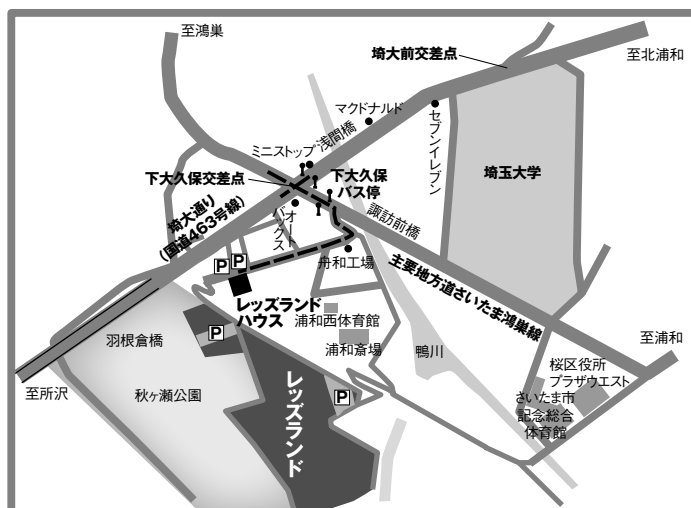 至鴻巣
埼大前交差点
至北浦和
マクドナルド
セブンイレブン
ミニストップ
浅間橋
下大久保交差点
下大久保
バス停
埼玉大学
埼大通り
(国道463号線)
オート
バックス
諏訪前橋
舟和工場
主要地方道さいたま鴻巣線
P
P
レッズランド
ハウス
P
浦和西体育館
浦和斎場
鴨川
羽根倉橋
至浦和
桜区役所
プラザウエスト
さいたま市
記念総合
体育館
至所沢
秋ヶ瀬公園
レッズランド
P